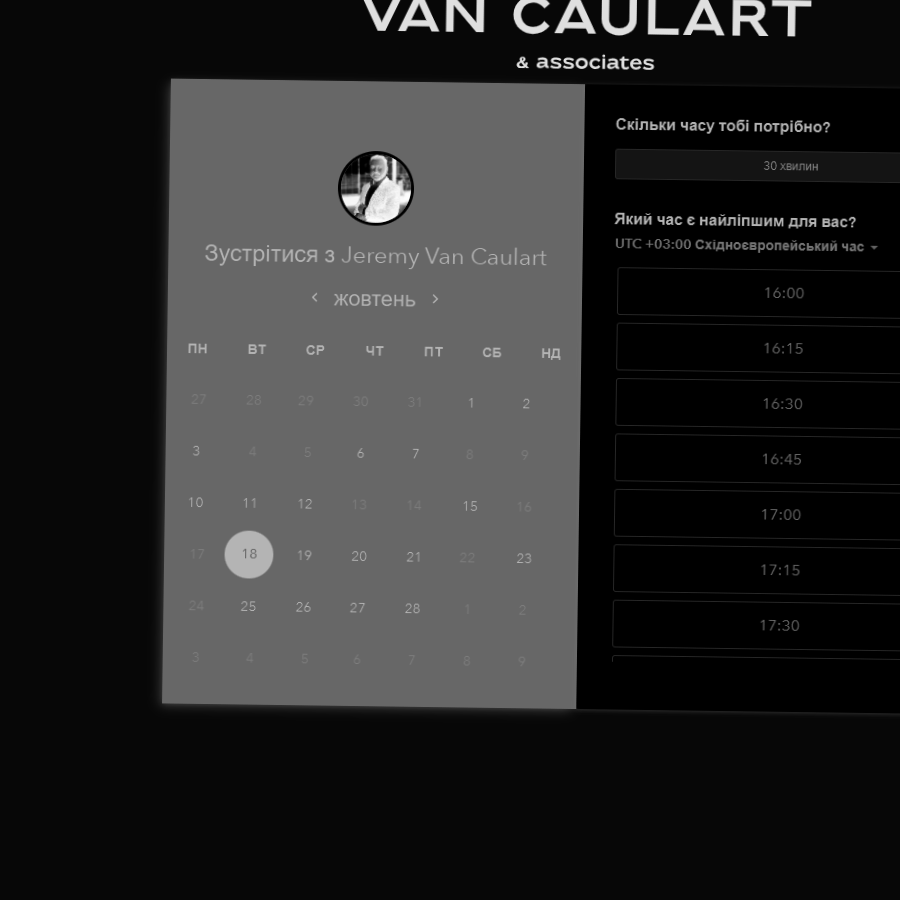 VAN CAULART
& associates
Зустрітися з Jeremy Van Caulart
жовтень
ПН ВТ СР ЧТ ПТ СБ НД
27 28 29 30 31 1 2
3 4 5 6 7 8 9
10 11 12 13 14 15 16
17 18 19 20 21 22 23
24 25 26 27 28 1 2
3 4 5 6 7 8 9
Скільки часу тобі потрібно?
30 хвилин
Який час є найліпшим для вас?
UTC +03:00 Східноєвропейський час
16:00
16:15
16:30
16:45
17:00
17:15
17:30